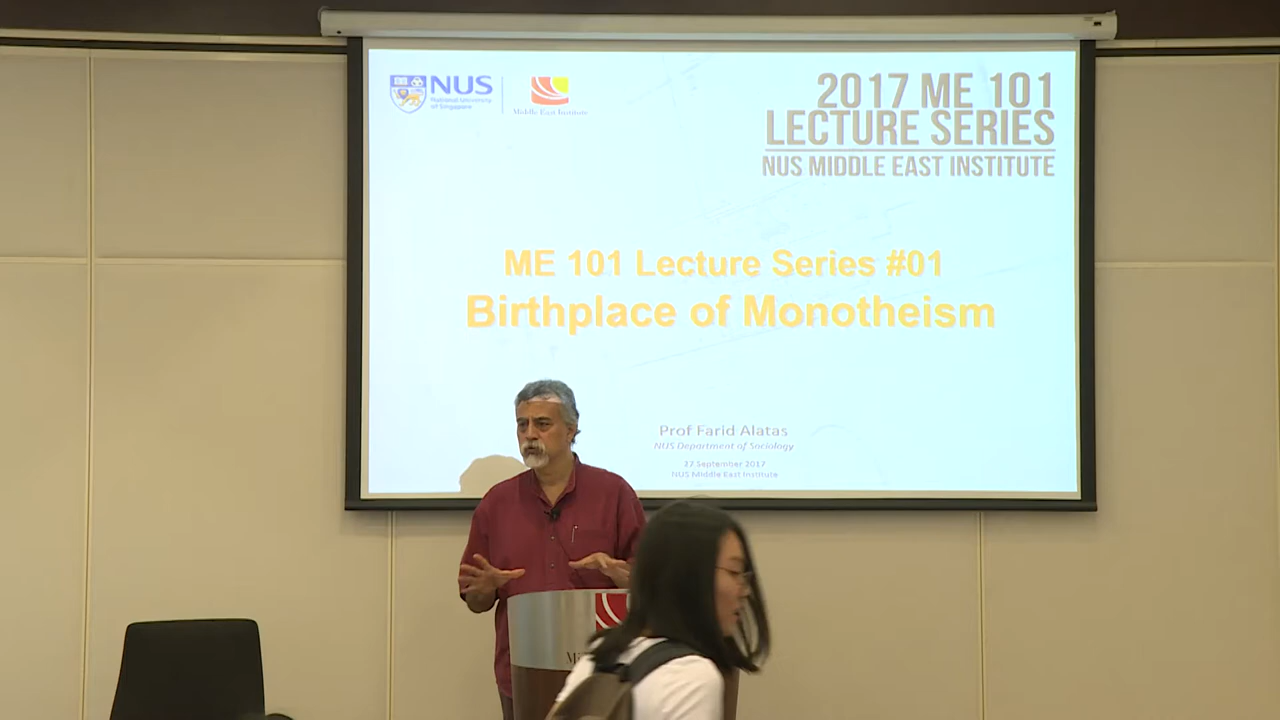 NUS
National University
of Singapore
Middle East Institute
2017 ME 101
LECTURE SERIES
NUS MIDDLE EAST INSTITUTE
ME 101 Lecture Series #01
Birthplace of Monotheism
Prof Farid Alatas
NUS Department of Sociology
27 September 2017
NUS Middle East Institute